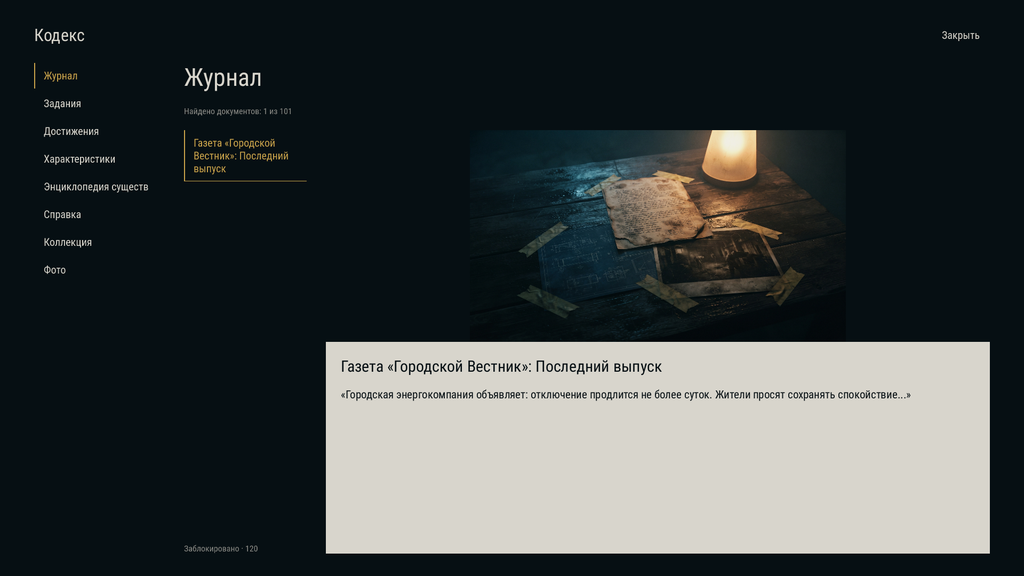 Кодекс
Закрыть
Журнал
Задания
Достижения
Характеристики
Энциклопедия существ
Справка
Коллекция
Фото
Журнал
Найдено документов: 1 из 101
Газета «Городской
Вестник»: Последний
выпуск
Заблокировано · 120
Газета «Городской Вестник»: Последний выпуск
«Городская энергокомпания объявляет: отключение продлится не более суток. Жители просят сохранять спокойствие...»